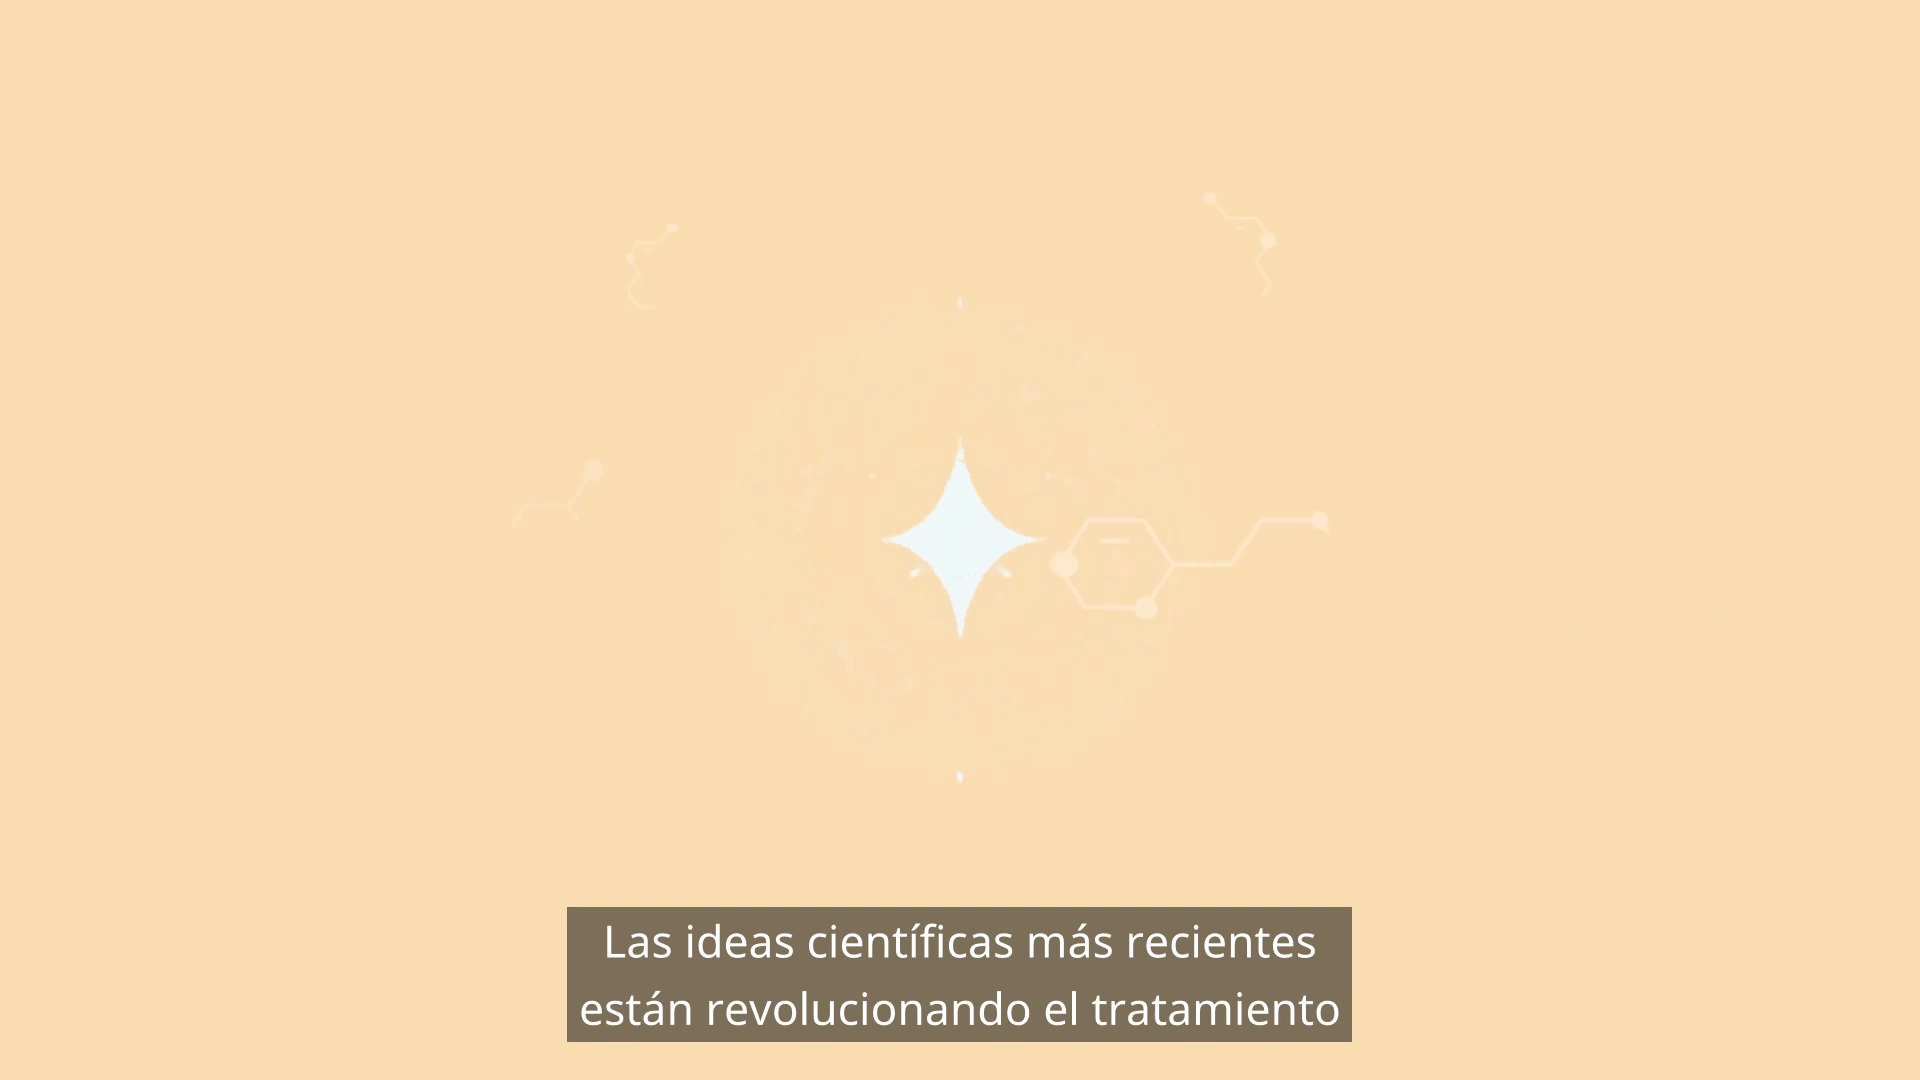 Las ideas científicas más recientes
están revolucionando el tratamiento